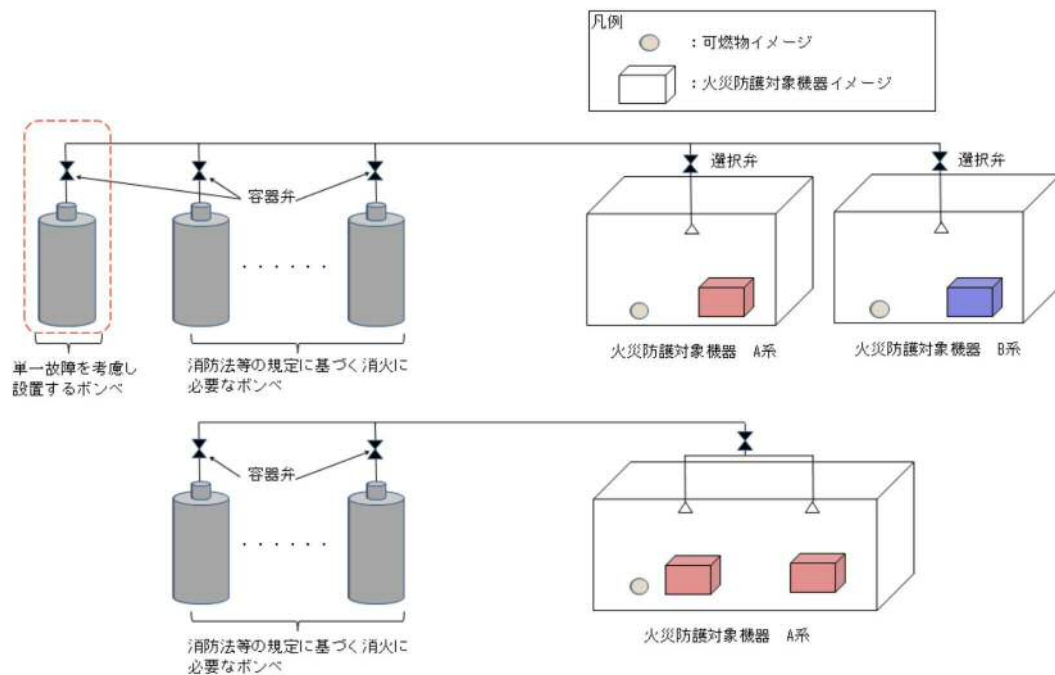 凡例
：可燃物イメージ
：火災防護対象機器イメージ
選択弁
選択弁
容器弁
・・・・・・
火災防護対象機器　A系
火災防護対象機器　B系
単一故障を考慮し
設置するボンベ
消防法等の規定に基づく消火に
必要なボンベ
容器弁
・・・・・・
火災防護対象機器　A系
消防法等の規定に基づく消火に
必要なボンベ